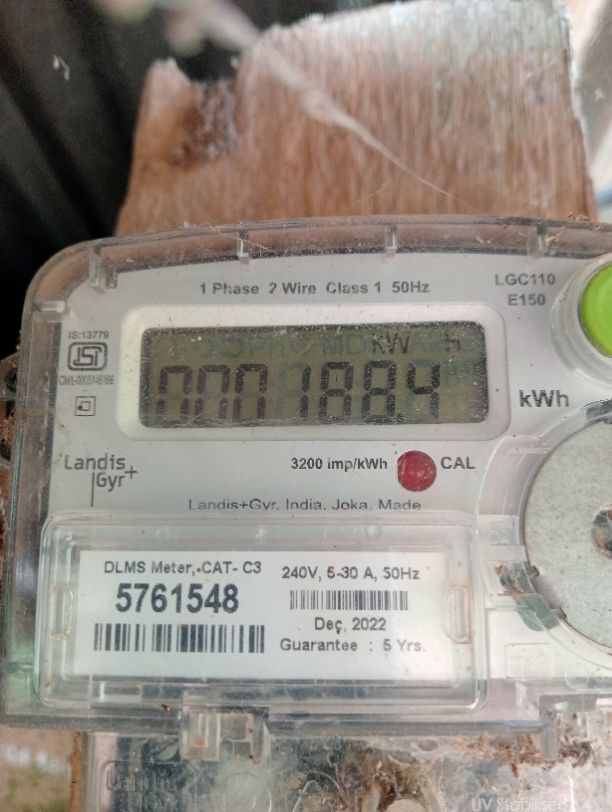 1 Phase 2 Wire Class 1 50Hz
LGC110
E150
IS:13779
ISI
kW h
000188.4
kWh
3200 imp/kWh
CAL
Landis
Gyr+
Landis+Gyr, India, Joka, Made
DLMS Meter, CAT- C3
5761548
240V, 5-30 A, 50Hz
Dec, 2022
Guarantee : 5 Yrs.